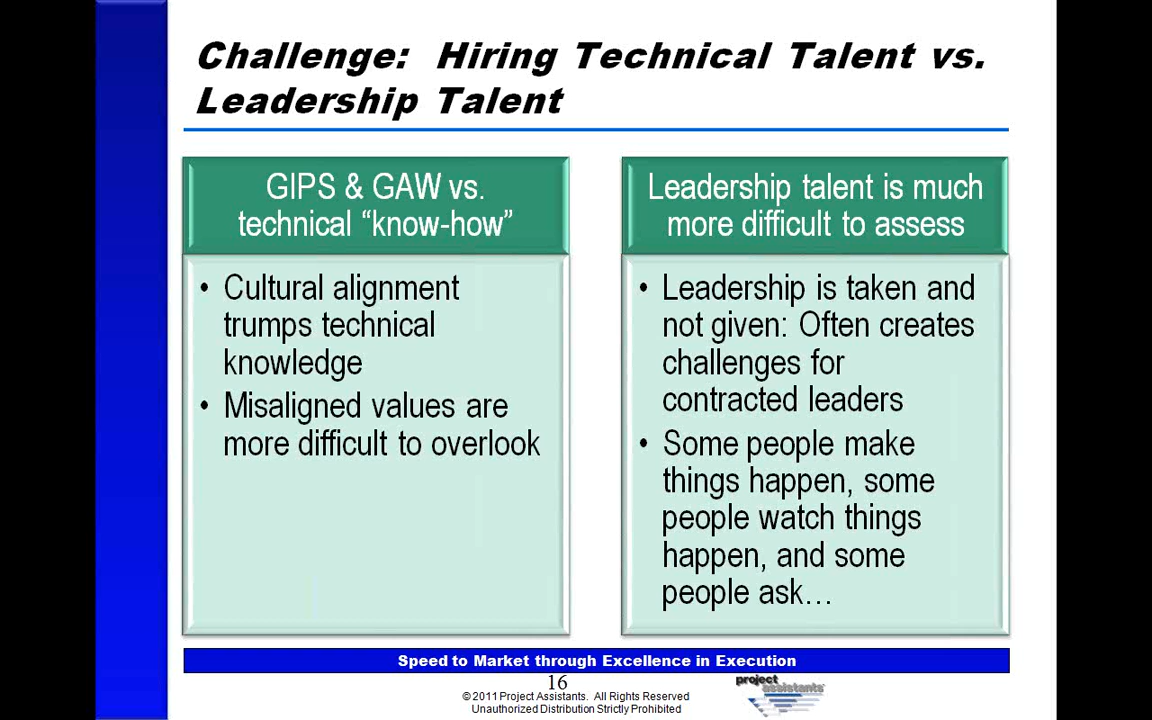 Challenge:  Hiring Technical Talent vs.
Leadership Talent
GIPS & GAW vs.
technical “know-how”
• Cultural alignment
trumps technical
knowledge
• Misaligned values are
more difficult to overlook
Leadership talent is much
more difficult to assess
• Leadership is taken and
not given: Often creates
challenges for
contracted leaders
• Some people make
things happen, some
people watch things
happen, and some
people ask…
Speed to Market through Excellence in Execution
16
©2011 Project Assistants.  All Rights Reserved
Unauthorized Distribution Strictly Prohibited
project
assistants